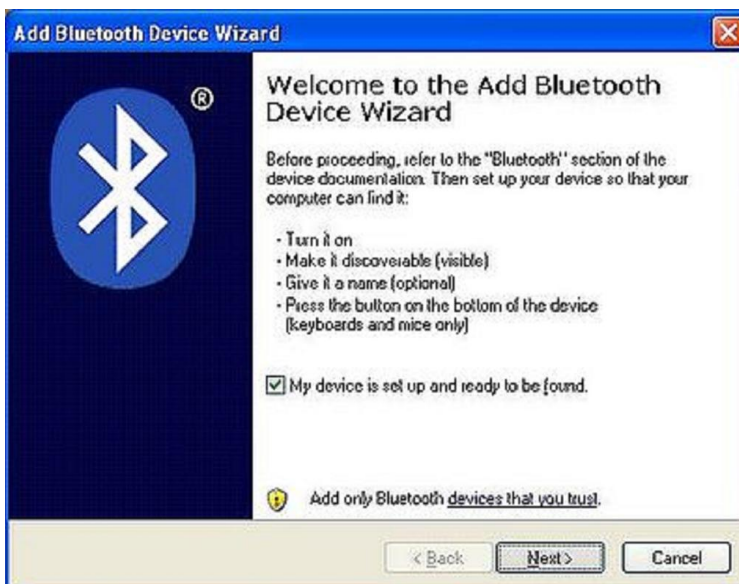 Add Bluetooth Device Wizard
®
Welcome to the Add Bluetooth
Device Wizard
Before proceeding, refer to the "Bluetooth" section of the
device documentation. Then set up your device so that your
computer can find it:
· Turn it on
· Make it discoverable (visible)
· Give it a name (optional)
· Press the button on the bottom of the device
(keyboards and mice only)
My device is set up and ready to be found.
Add only Bluetooth devices that you trust.
< Back Next > Cancel